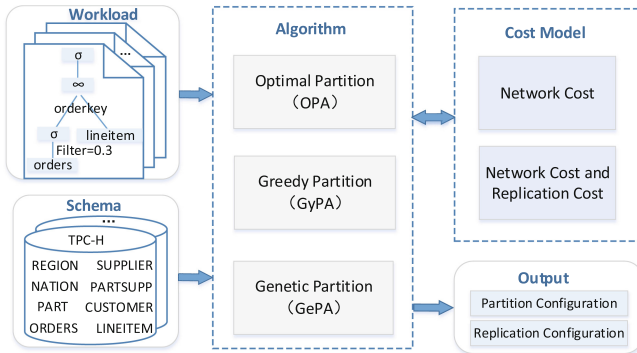 Workload
...
σ
∞
orderkey
σ lineitem
Filter=0.3
orders
Schema
...
TPC-H
REGION SUPPLIER
NATION PARTSUPP
PART CUSTOMER
ORDERS LINEITEM
Algorithm
Optimal Partition
（OPA）
Greedy Partition
（GyPA）
Genetic Partition
（GePA）
Cost Model
Network Cost
Network Cost and
Replication Cost
Output
Partition Configuration
Replication Configuration